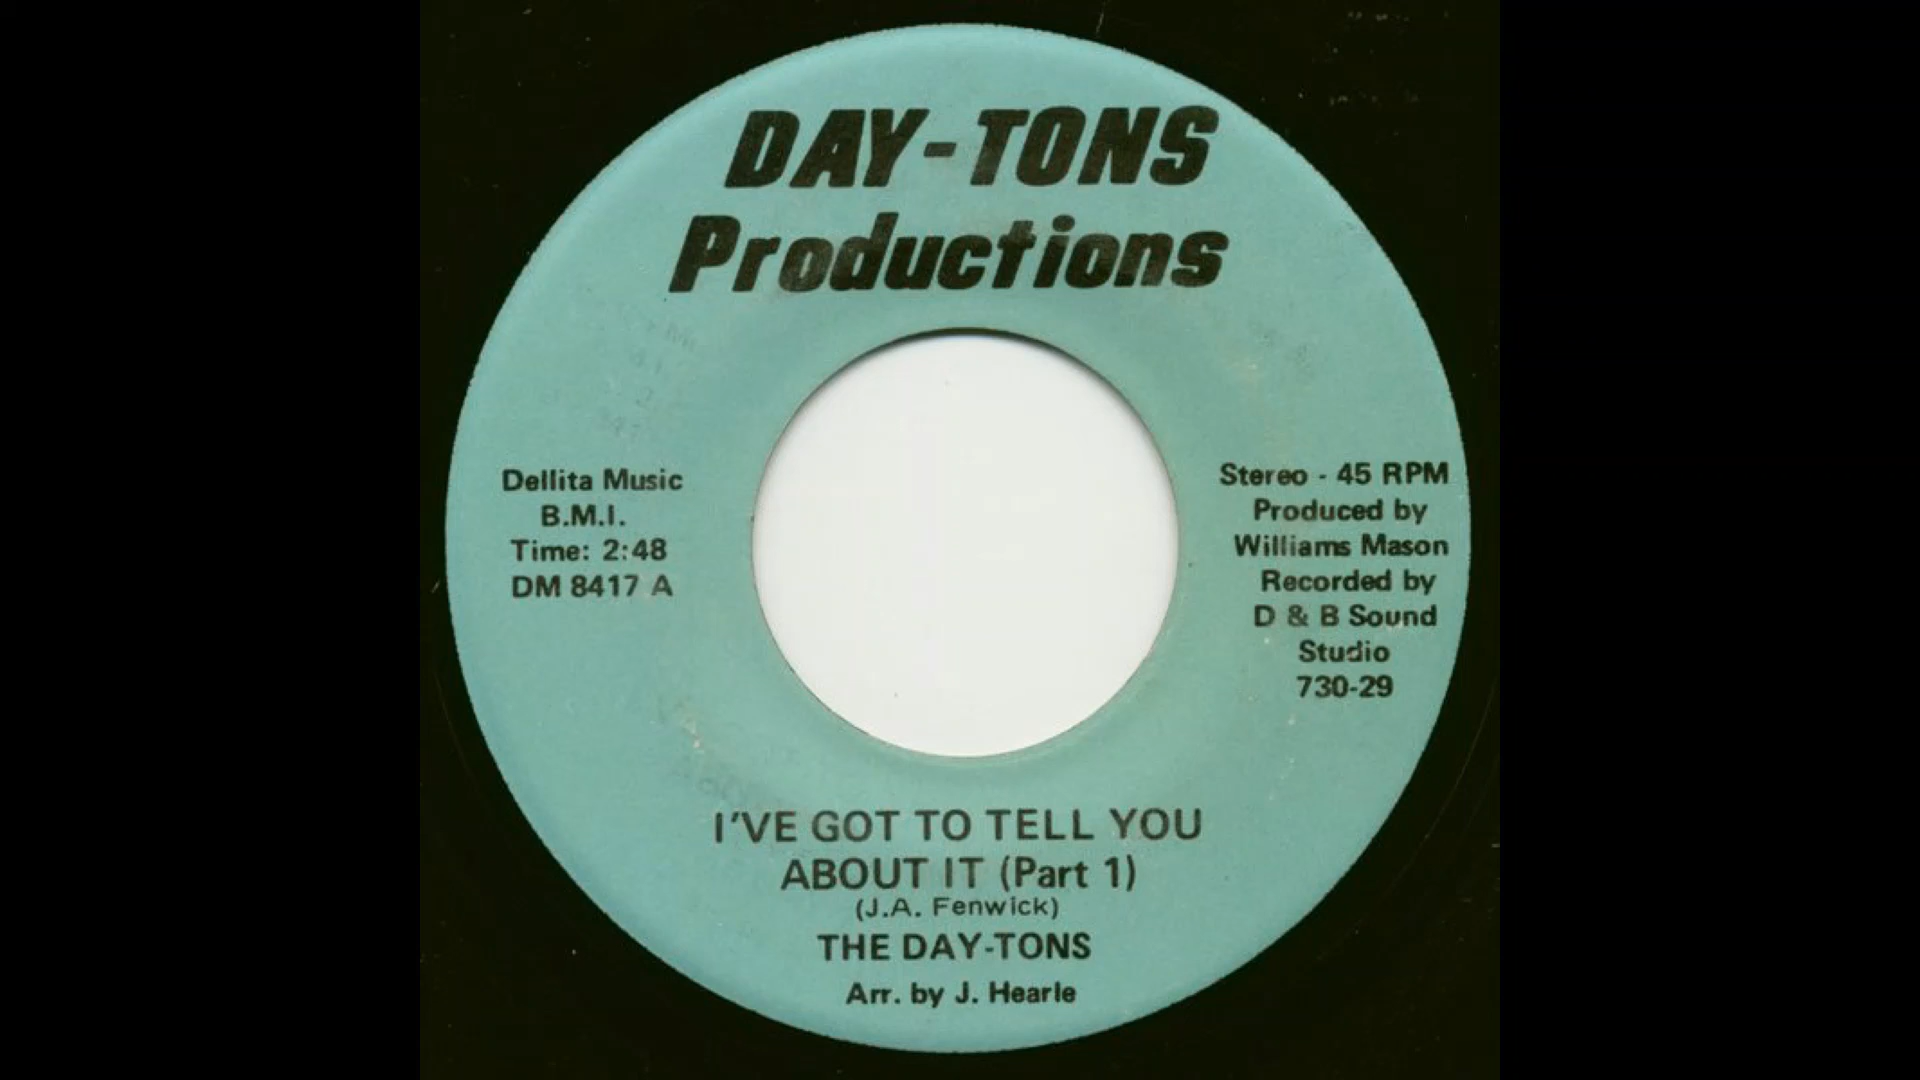 DAY-TONS
Productions
Dellita Music
B.M.I.
Time: 2:48
DM 8417 A
Stereo - 45 RPM
Produced by
Williams Mason
Recorded by
D & B Sound
Studio
730-29
I'VE GOT TO TELL YOU
ABOUT IT (Part 1)
(J.A. Fenwick)
THE DAY-TONS
Arr. by J. Hearle